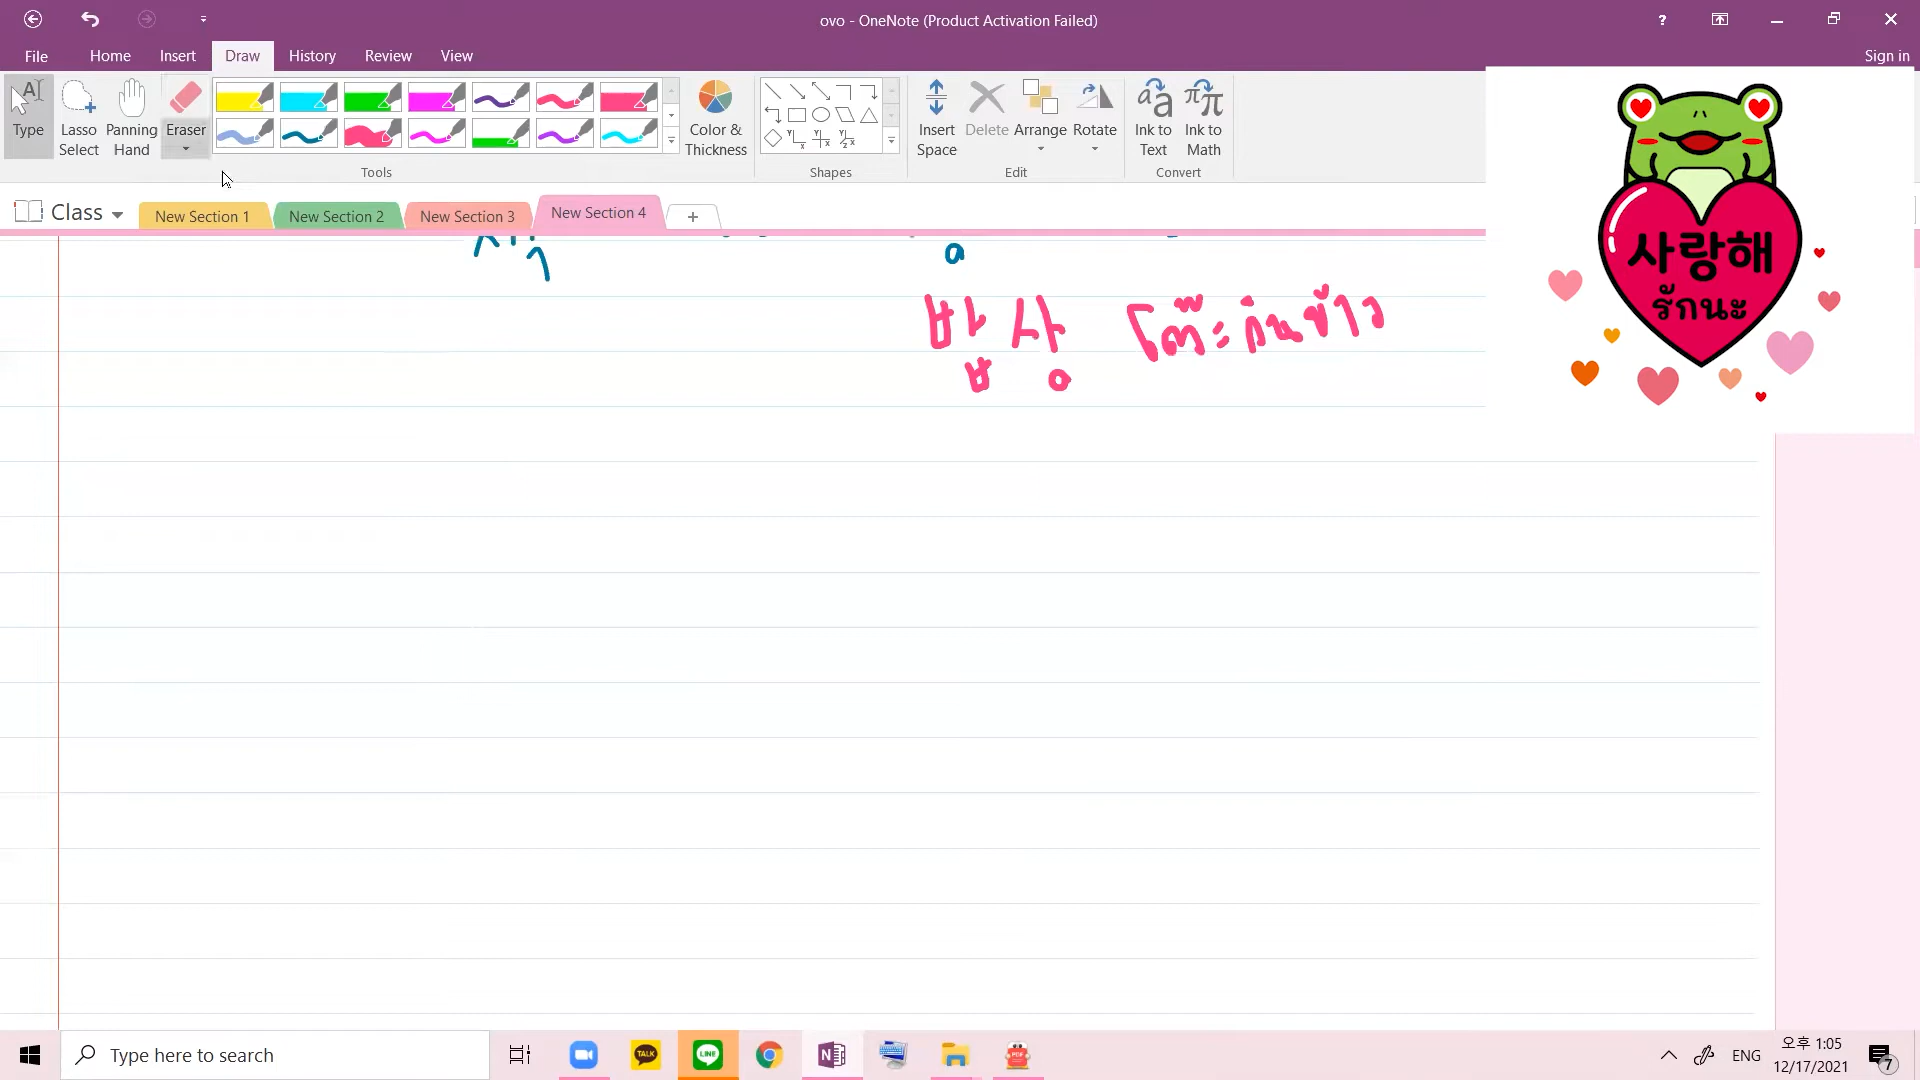 ovo - OneNote (Product Activation Failed)
?
File Home Insert Draw History Review View
Sign in
Type
Lasso Select
Panning Hand
Eraser
Color & Thickness
Insert Space
Delete
Arrange
Rotate
Ink to Text
Ink to Math
Tools
Shapes
Edit
Convert
Class
New Section 1
New Section 2
New Section 3
New Section 4
+
밥상 โต๊ะกินข้าว
사랑해
รักนะ
Type here to search
TALK
LINE
PDF
ENG
오후 1:05
12/17/2021
7